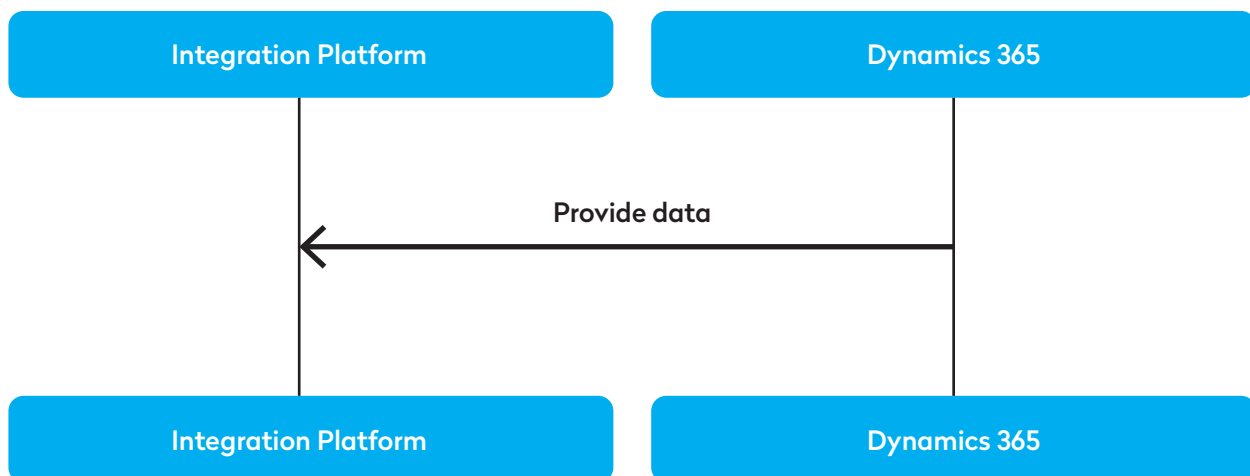 Integration Platform
Dynamics 365
Provide data
Integration Platform
Dynamics 365